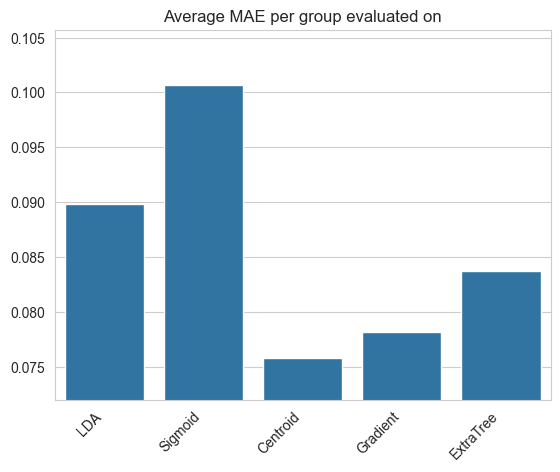 Average MAE per group evaluated on
0.105
0.100
0.095
0.090
0.085
0.080
0.075
LDA
Sigmoid
Centroid
Gradient
ExtraTree